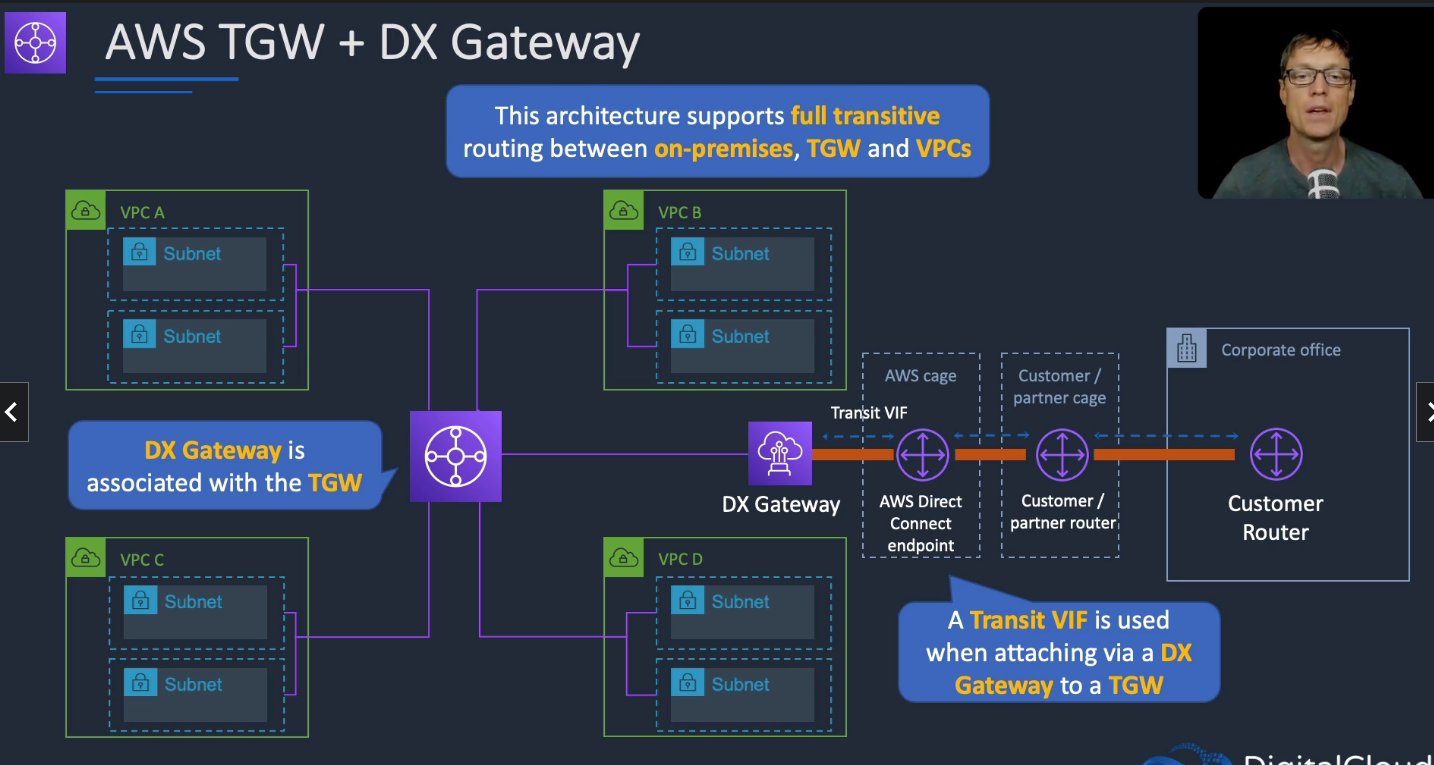 AWS TGW + DX Gateway
This architecture supports full transitive
routing between on-premises, TGW and VPCs
VPC A
Subnet
Subnet
VPC B
Subnet
Subnet
DX Gateway is
associated with the TGW
VPC C
Subnet
Subnet
VPC D
Subnet
Subnet
DX Gateway
Transit VIF
AWS cage
AWS Direct
Connect
endpoint
Customer /
partner cage
Customer /
partner router
Corporate office
Customer
Router
A Transit VIF is used
when attaching via a DX
Gateway to a TGW
DigitalCloud